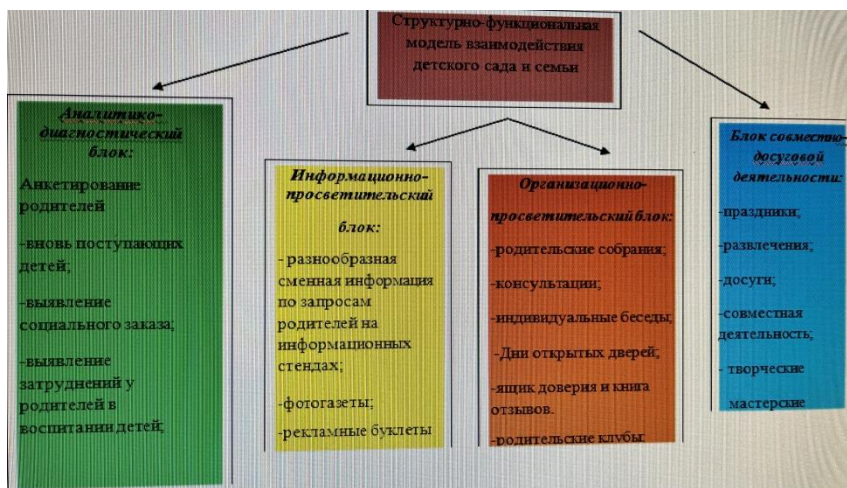 Структурно-функциональная
модель взаимодействия
детского сада и семьи
Аналитико-
диагностический
блок:
Анкетирование
родителей
-вновь поступающих
детей;
-выявление
социального заказа;
-выявление
затруднений у
родителей в
воспитании детей;
Информационно-
просветительский
блок:
- разнообразная
сменная информация
по запросам
родителей на
информационных
стендах;
-фотогазеты;
-рекламные буклеты
Организационно-
просветительский блок:
-родительские собрания;
-консультации;
-индивидуальные беседы;
-Дни открытых дверей;
-ящик доверия и книга
отзывов.
-родительские клубы;
Блок совместно-
досуговой
деятельности:
-праздники;
-развлечения;
-досуги;
-совместная
деятельность;
- творческие
мастерские